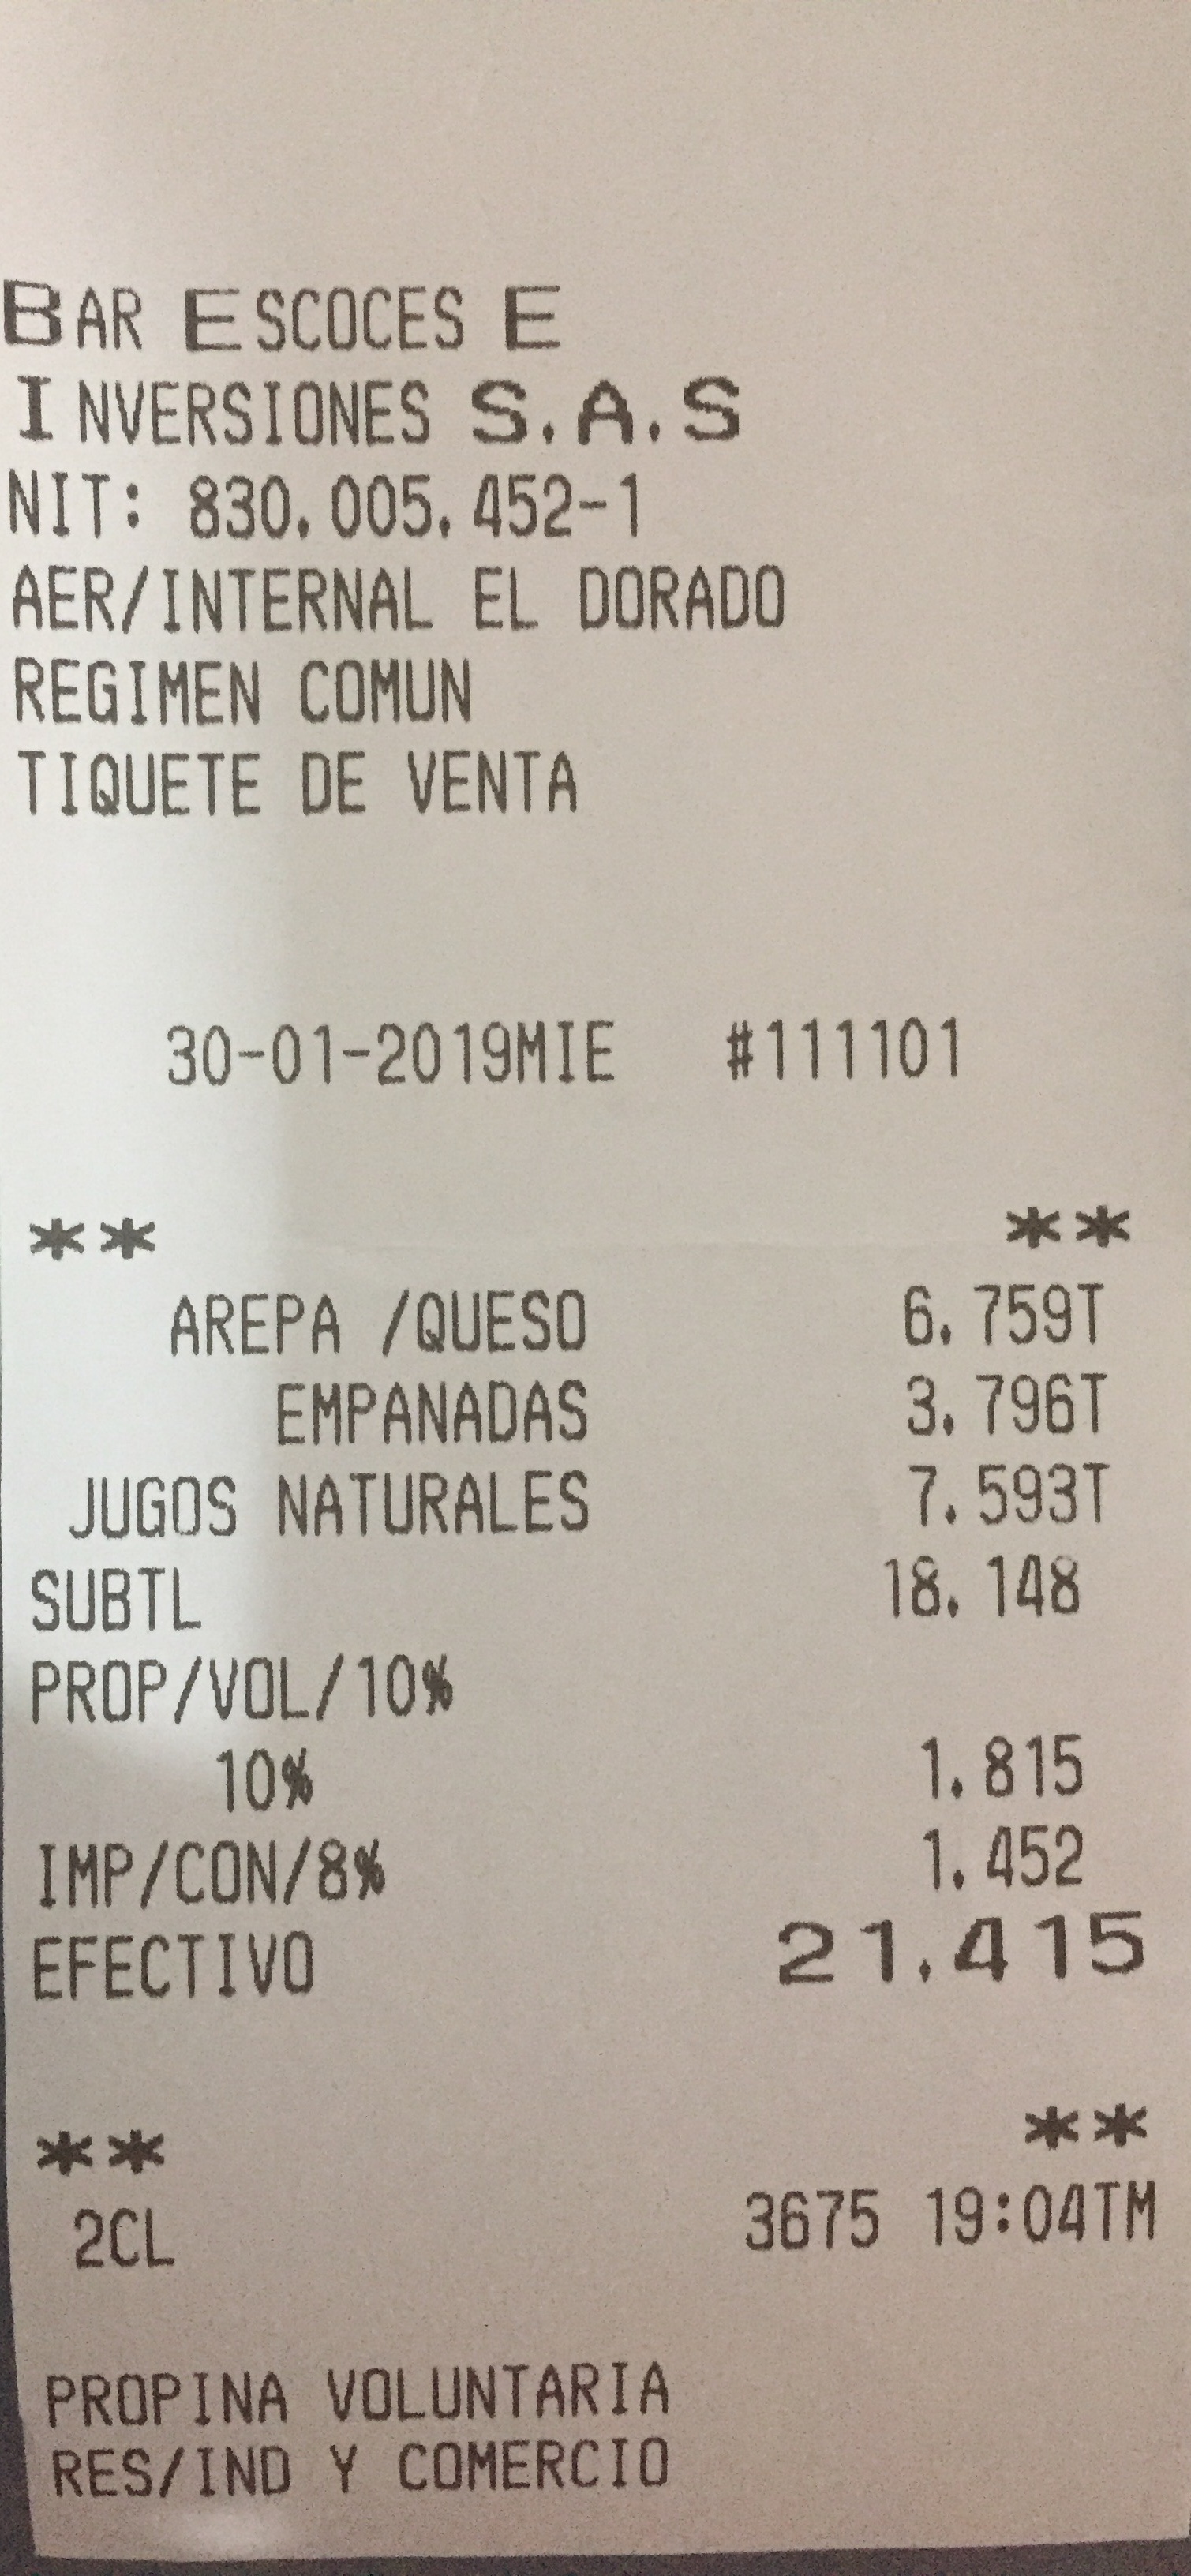 BAR ESCOCES E
INVERSIONES S.A.S
NIT: 830.005.452-1
AER/INTERNAL EL DORADO
REGIMEN COMUN
TIQUETE DE VENTA
30-01-2019MIE #111101
** **
AREPA /QUESO 6.759T
EMPANADAS 3.796T
JUGOS NATURALES 7.593T
SUBTL 18.148
PROP/VOL/10%
10% 1.815
IMP/CON/8% 1.452
EFECTIVO 21.415
** **
2CL 3675 19:04TM
PROPINA VOLUNTARIA
RES/IND Y COMERCIO